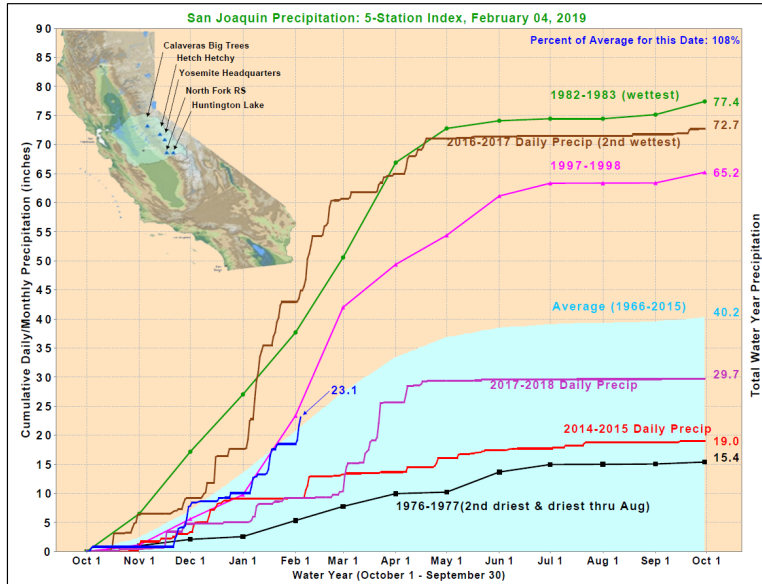 San Joaquin Precipitation: 5-Station Index, February 04, 2019
Percent of Average for this Date: 108%
Calaveras Big Trees
Hetch Hetchy
Yosemite Headquarters
North Fork RS
Huntington Lake
1982-1983 (wettest)
77.4
72.7
2016-2017 Daily Precip (2nd wettest)
1997-1998
65.2
Average (1966-2015)
40.2
23.1
29.7
2017-2018 Daily Precip
2014-2015 Daily Precip
19.0
15.4
1976-1977(2nd driest & driest thru Aug)
Cumulative Daily/Monthly Precipitation (inches)
90
85
80
75
70
65
60
55
50
45
40
35
30
25
20
15
10
5
0
Total Water Year Precipitation
Oct 1 Nov 1 Dec 1 Jan 1 Feb 1 Mar 1 Apr 1 May 1 Jun 1 Jul 1 Aug 1 Sep 1 Oct 1
Water Year (October 1 - September 30)